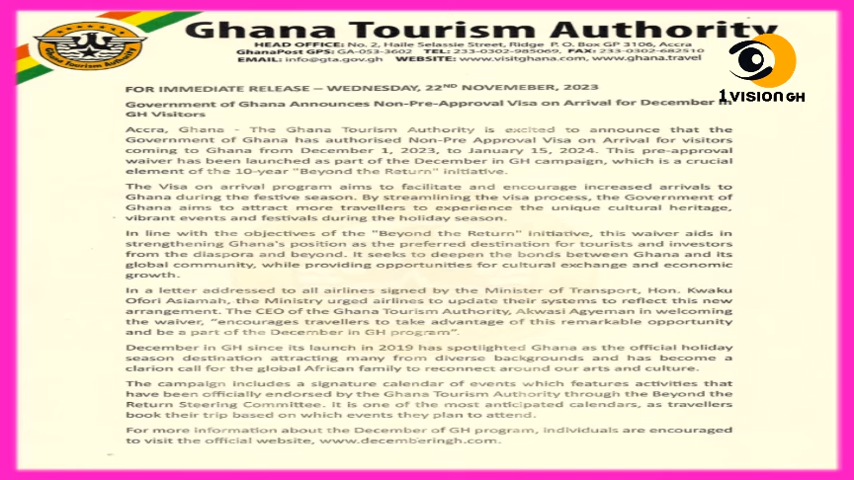 Ghana Tourism Authority
HEAD OFFICE: No. 2, Haile Selassie Street, Ridge P. O. Box GP 3106, Accra
GhanaPost GPS: GA-053-3602 TEL: 233-0302-985069, FAX: 233-0302-682510
EMAIL: info@gta.gov.gh WEBSITE: www.visitghana.com, www.ghana.travel
Ghana Tourism Authority
1VISION GH
FOR IMMEDIATE RELEASE – WEDNESDAY, 22ND NOVEMEBER, 2023
Government of Ghana Announces Non-Pre-Approval Visa on Arrival for December in
GH Visitors
Accra, Ghana - The Ghana Tourism Authority is excited to announce that the
Government of Ghana has authorised Non-Pre Approval Visa on Arrival for visitors
coming to Ghana from December 1, 2023, to January 15, 2024. This pre-approval
waiver has been launched as part of the December in GH campaign, which is a crucial
element of the 10-year "Beyond the Return" initiative.
The Visa on arrival program aims to facilitate and encourage increased arrivals to
Ghana during the festive season. By streamlining the visa process, the Government of
Ghana aims to attract more travellers to experience the unique cultural heritage,
vibrant events and festivals during the holiday season.
In line with the objectives of the "Beyond the Return" initiative, this waiver aids in
strengthening Ghana's position as the preferred destination for tourists and investors
from the diaspora and beyond. It seeks to deepen the bonds between Ghana and its
global community, while providing opportunities for cultural exchange and economic
growth.
In a letter addressed to all airlines signed by the Minister of Transport, Hon. Kwaku
Ofori Asiamah, the Ministry urged airlines to update their systems to reflect this new
arrangement. The CEO of the Ghana Tourism Authority, Akwasi Agyeman in welcoming
the waiver, "encourages travellers to take advantage of this remarkable opportunity
and be a part of the December in GH program".
December in GH since its launch in 2019 has spotlighted Ghana as the official holiday
season destination attracting many from diverse backgrounds and has become a
clarion call for the global African family to reconnect around our arts and culture.
The campaign includes a signature calendar of events which features activities that
have been officially endorsed by the Ghana Tourism Authority through the Beyond the
Return Steering Committee. It is one of the most anticipated calendars, as travellers
book their trip based on which events they plan to attend.
For more information about the December of GH program, individuals are encouraged
to visit the official website, www.decemberingh.com.